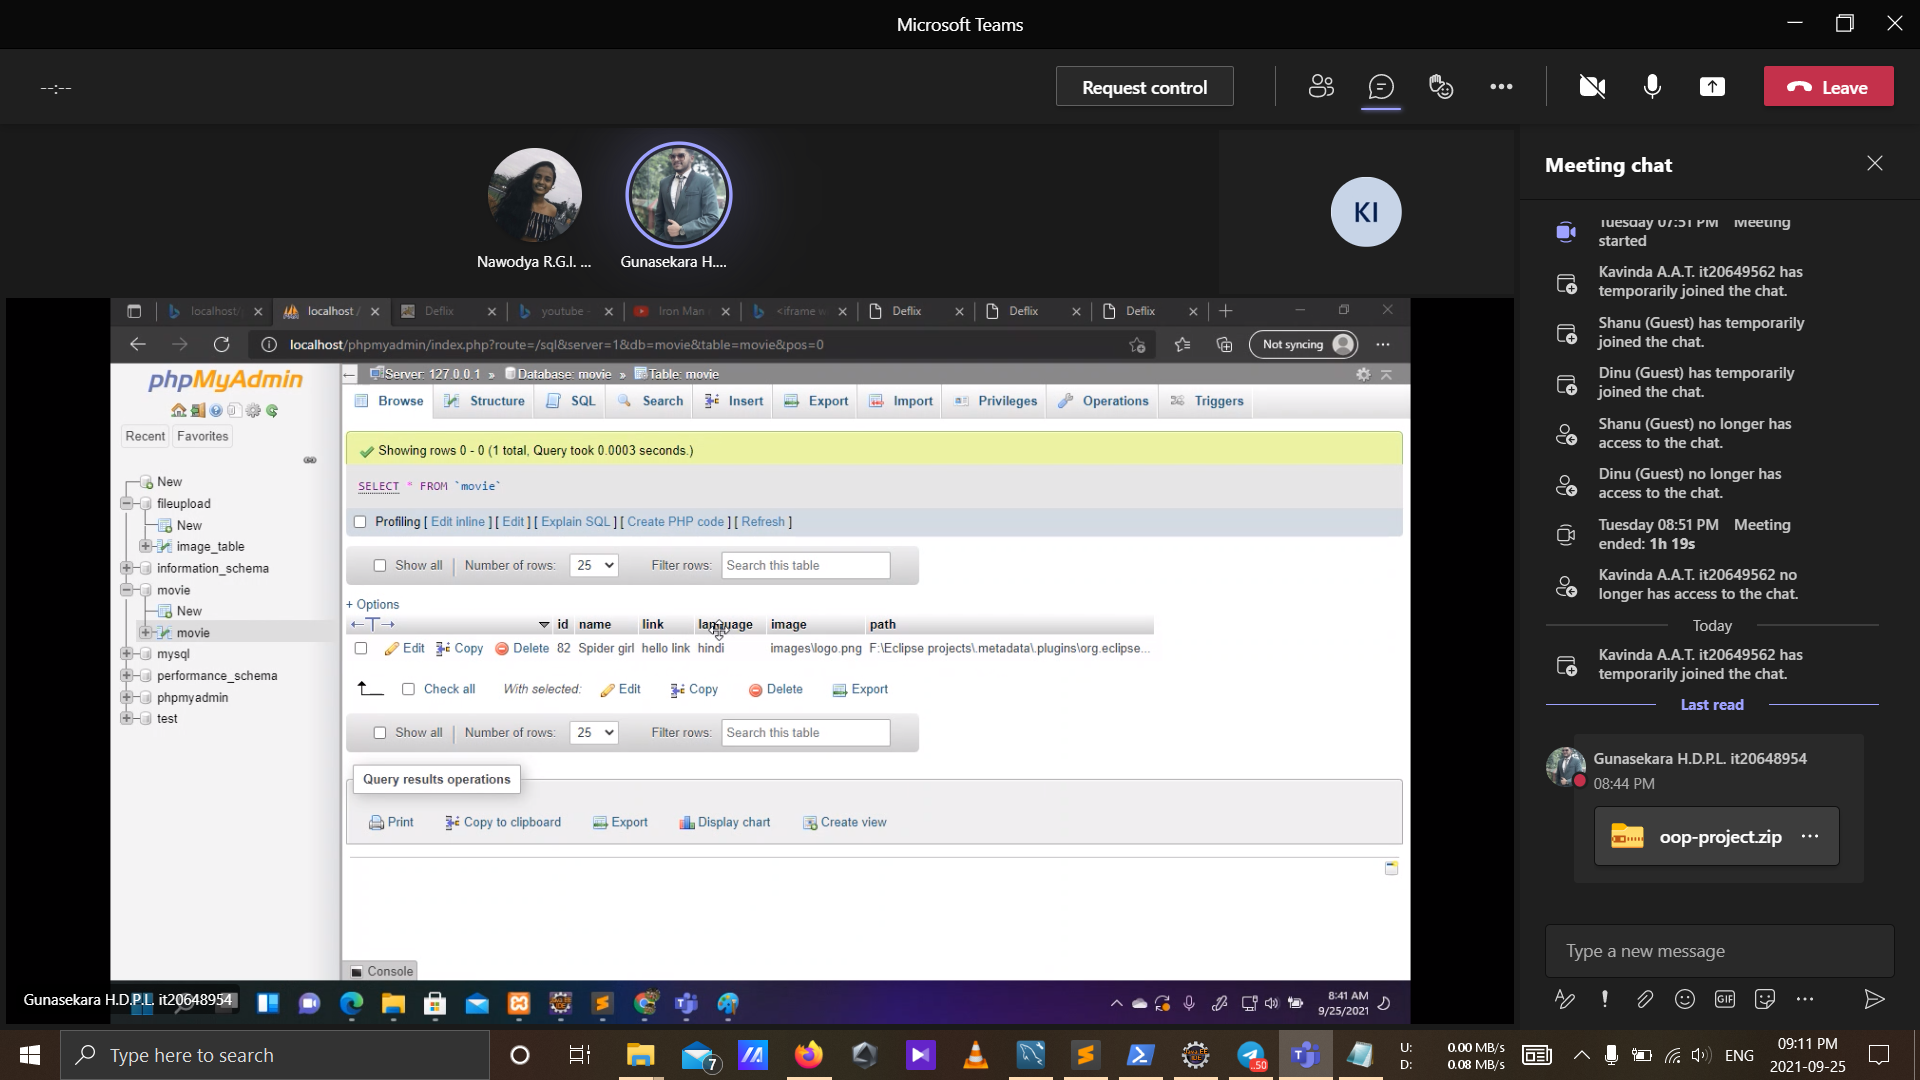 Microsoft Teams
--:--
Request control
Leave
Nawodya R.G.I. ...
Gunasekara H....
KI
Meeting chat
Tuesday 07:51 PM Meeting
started
Kavinda A.A.T. it20649562 has
temporarily joined the chat.
Shanu (Guest) has temporarily
joined the chat.
Dinu (Guest) has temporarily
joined the chat.
Shanu (Guest) no longer has
access to the chat.
Dinu (Guest) no longer has
access to the chat.
Tuesday 08:51 PM Meeting
ended: 1h 19s
Kavinda A.A.T. it20649562 no
longer has access to the chat.
Today
Kavinda A.A.T. it20649562 has
temporarily joined the chat.
Last read
Gunasekara H.D.P.L. it20648954
08:44 PM
oop-project.zip
Type a new message
GIF
localhost/ localhost / Deflix youtube - Iron Man <iframe w Deflix Deflix Deflix
localhost/phpmyadmin/index.php?route=/sql&server=1&db=movie&table=movie&pos=0
Not syncing
phpMyAdmin
Recent Favorites
New
fileupload
New
image_table
information_schema
movie
New
movie
mysql
performance_schema
phpmyadmin
test
Server: 127.0.0.1 » Database: movie » Table: movie
Browse Structure SQL Search Insert Export Import Privileges Operations Triggers
Showing rows 0 - 0 (1 total, Query took 0.0003 seconds.)
SELECT * FROM `movie`
Profiling [ Edit inline ] [ Edit ] [ Explain SQL ] [ Create PHP code ] [ Refresh ]
Show all Number of rows: 25 Filter rows: Search this table
+ Options
←T→ id name link language image path
Edit Copy Delete 82 Spider girl hello link hindi images\logo.png F:\Eclipse projects\.metadata\.plugins\org.eclipse...
Check all With selected: Edit Copy Delete Export
Show all Number of rows: 25 Filter rows: Search this table
Query results operations
Print Copy to clipboard Export Display chart Create view
Console
Gunasekara H.D.P.L. it20648954
8:41 AM
9/25/2021
Type here to search
7
.50
U: 0.00 MB/s
D: 0.08 MB/s
ENG
09:11 PM
2021-09-25